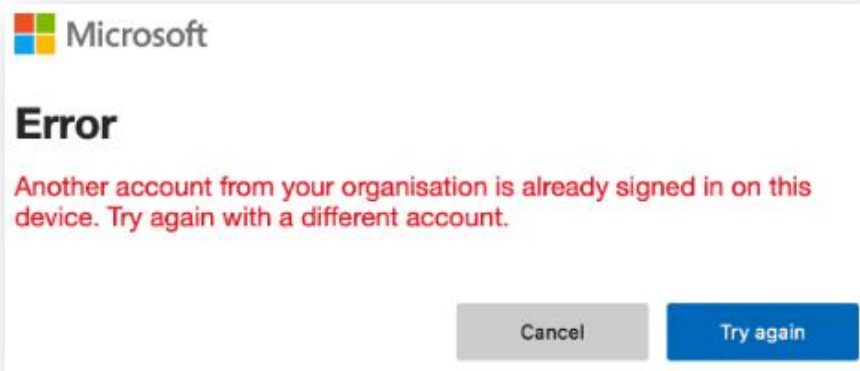 Microsoft
Error
Another account from your organisation is already signed in on this
device. Try again with a different account.
Cancel
Try again